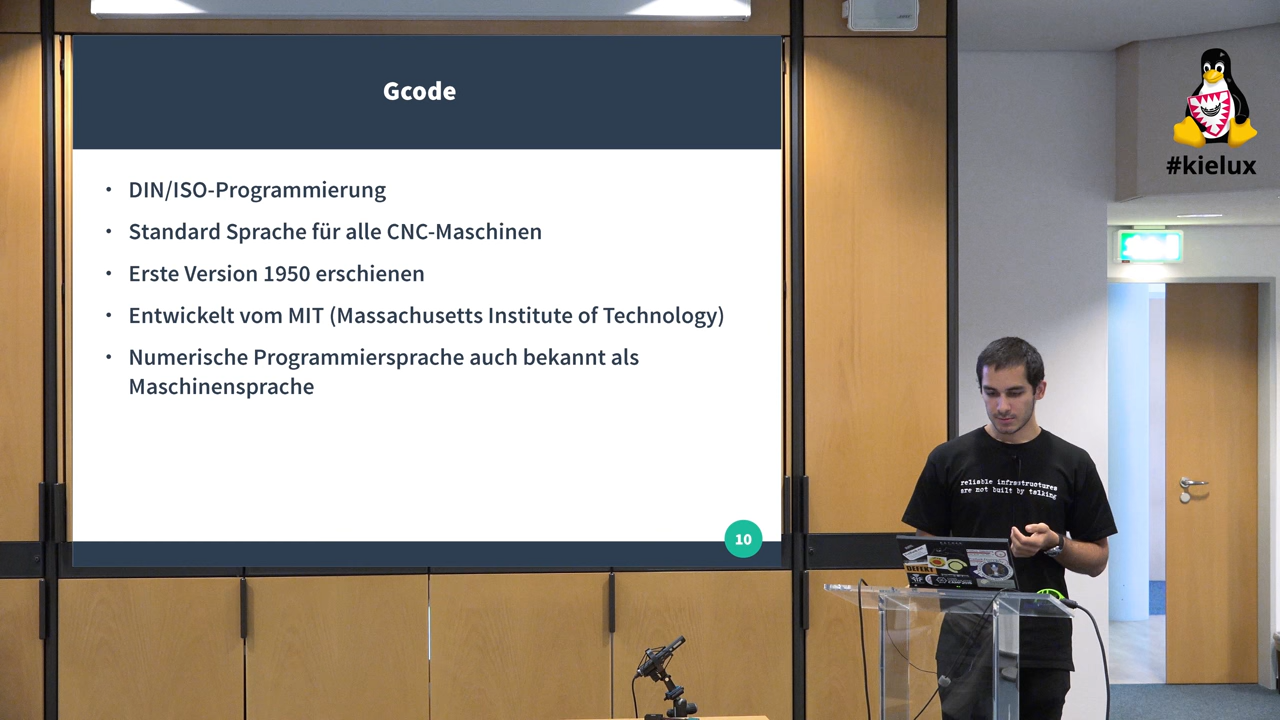 Gcode
• DIN/ISO-Programmierung
• Standard Sprache für alle CNC-Maschinen
• Erste Version 1950 erschienen
• Entwickelt vom MIT (Massachusetts Institute of Technology)
• Numerische Programmiersprache auch bekannt als
Maschinensprache
10
#kielux
reliable infrastructures
are not built by talking
DEFEKT